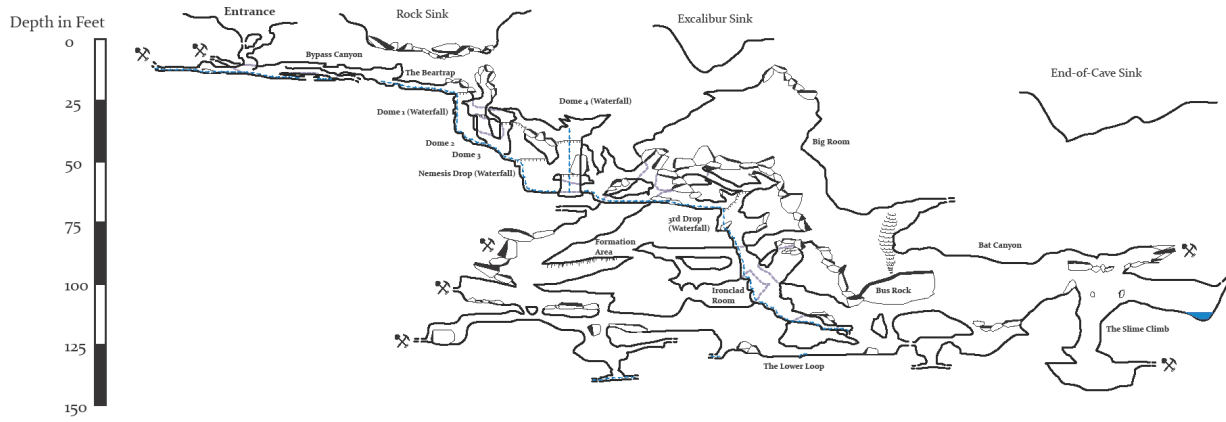 Depth in Feet
Entrance
Rock Sink
Excalibur Sink
End-of-Cave Sink
0
25
50
75
100
125
150
Bypass Canyon
The Beartrap
Dome 1 (Waterfall)
Dome 4 (Waterfall)
Dome 2
Dome 3
Nemesis Drop (Waterfall)
Big Room
3rd Drop
(Waterfall)
Formation
Area
Bat Canyon
Ironclad
Room
Bus Rock
The Slime Climb
The Lower Loop